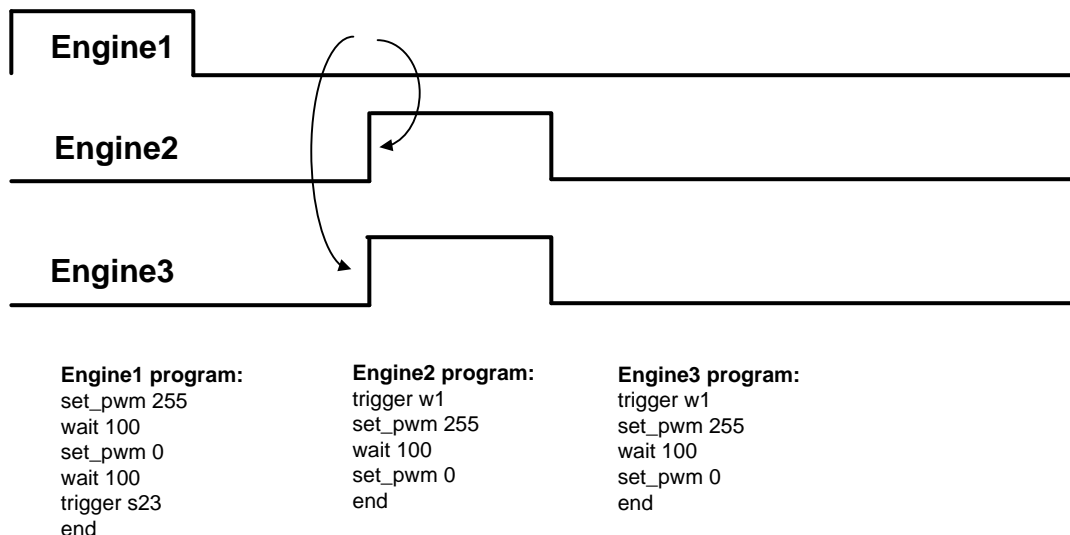 Engine1
Engine2
Engine3
Engine1 program:
set_pwm 255
wait 100
set_pwm 0
wait 100
trigger s23
end
Engine2 program:
trigger w1
set_pwm 255
wait 100
set_pwm 0
end
Engine3 program:
trigger w1
set_pwm 255
wait 100
set_pwm 0
end